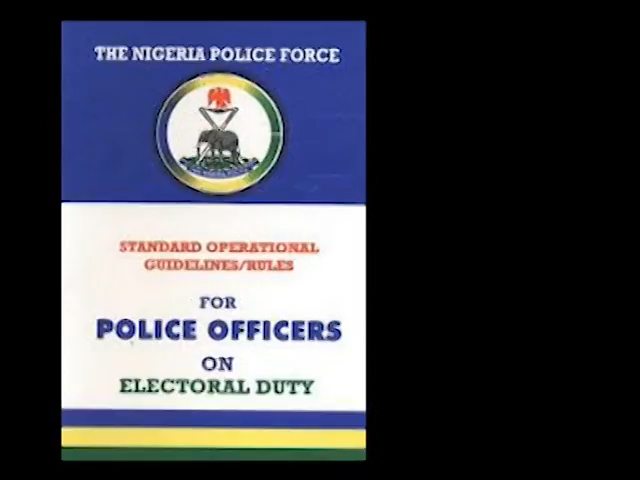 THE NIGERIA POLICE FORCE
STANDARD OPERATIONAL
GUIDELINES/RULES
FOR
POLICE OFFICERS
ON
ELECTORAL DUTY